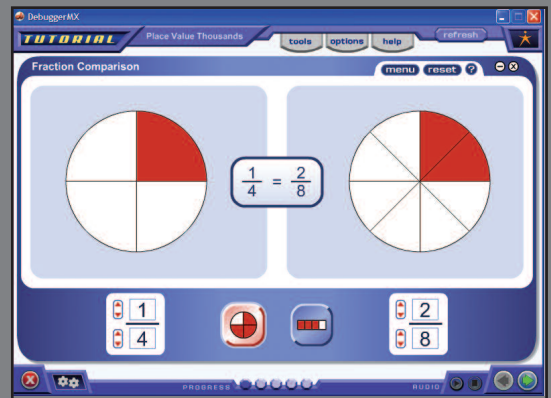 DebuggerMX
TUTORIAL
Place Value Thousands
tools
options
help
refresh
Fraction Comparison
menu
reset
?
1/4 = 2/8
1
4
2
8
PROGRESS
AUDIO